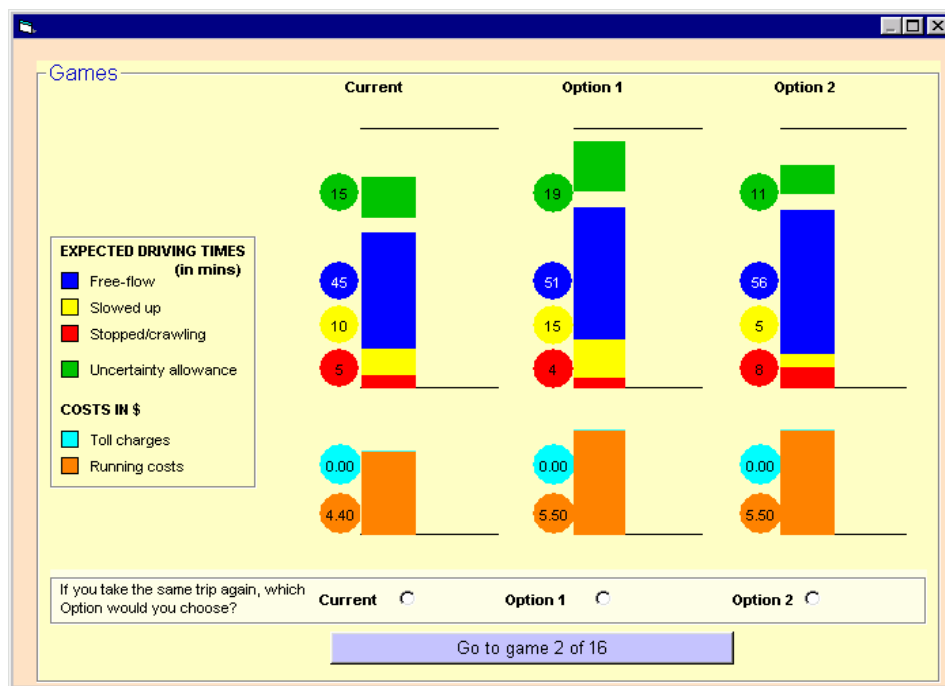 Games
Current Option 1 Option 2
15 19 11
EXPECTED DRIVING TIMES
(in mins)
Free-flow
45 51 56
Slowed up
10 15 5
Stopped/crawling
5 4 8
Uncertainty allowance
COSTS IN $
Toll charges
Running costs
0.00 0.00 0.00
4.40 5.50 5.50
If you take the same trip again, which
Option would you choose?
Current Option 1 Option 2
Go to game 2 of 16